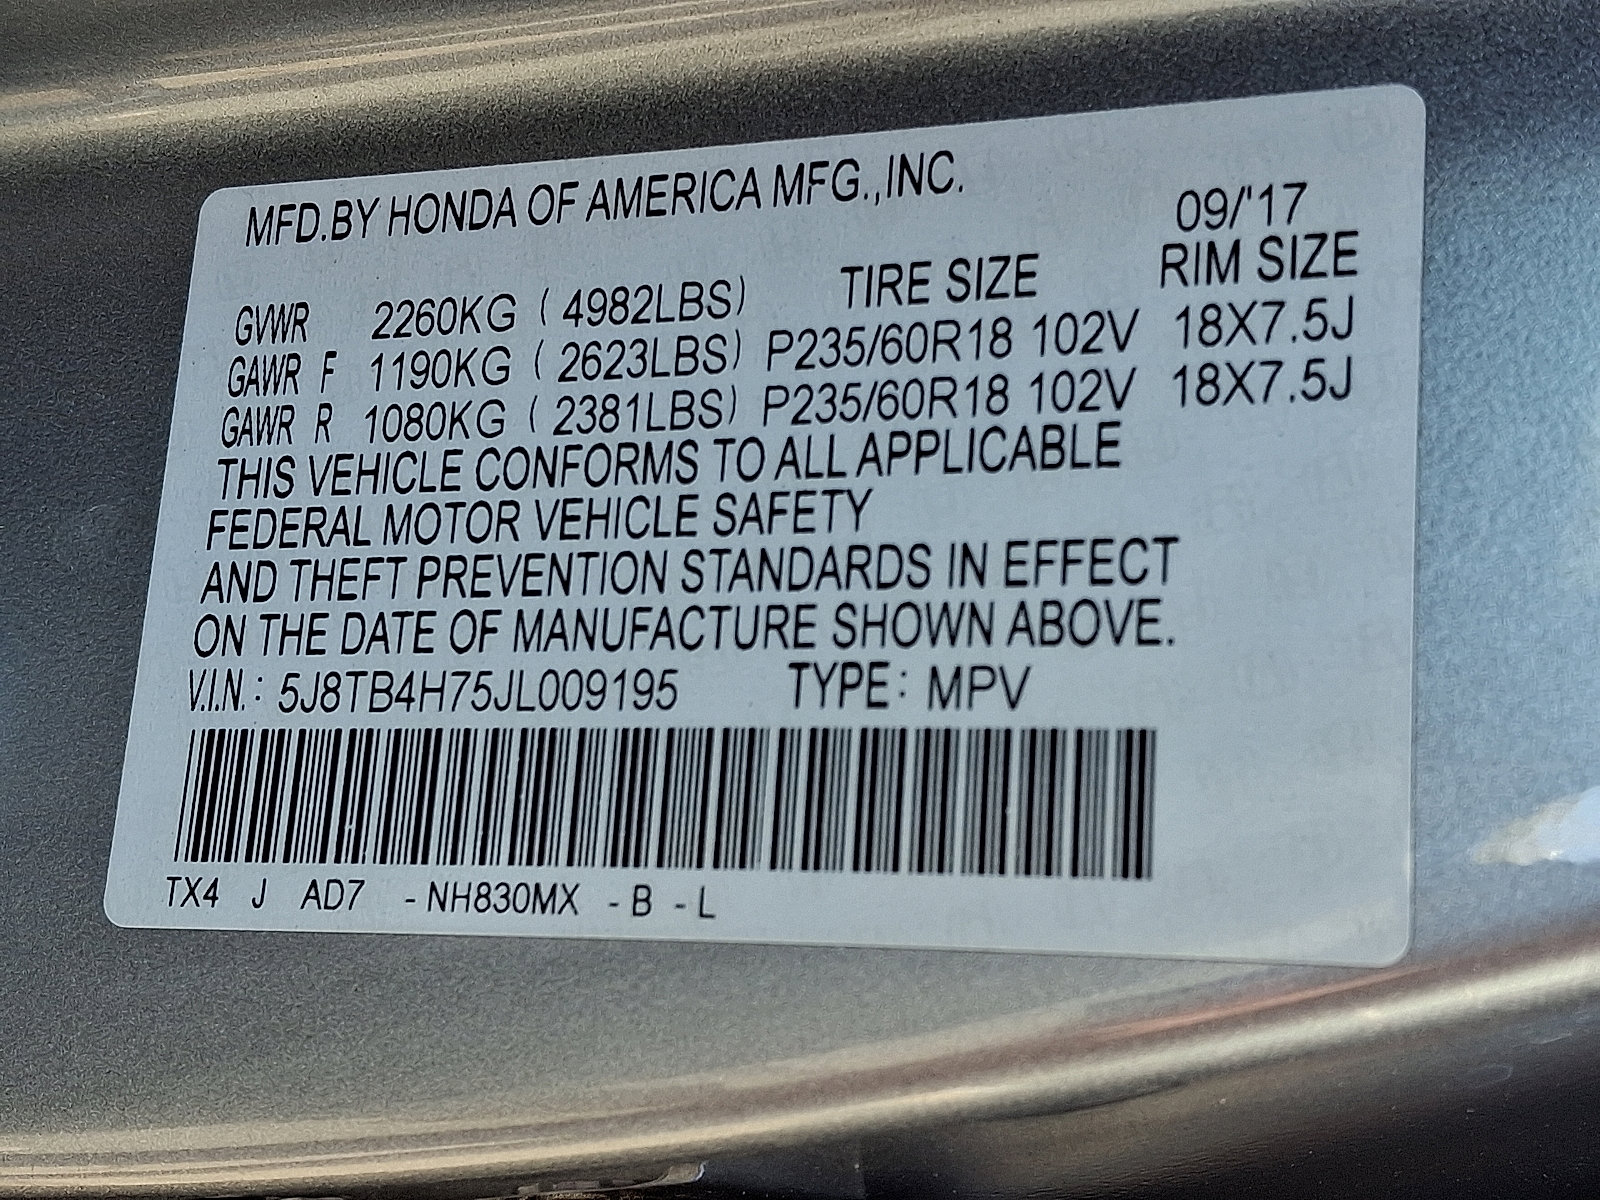 MFD.BY HONDA OF AMERICA MFG.,INC.
09/'17
GVWR 2260KG ( 4982LBS) TIRE SIZE RIM SIZE
GAWR F 1190KG ( 2623LBS) P235/60R18 102V 18X7.5J
GAWR R 1080KG ( 2381LBS) P235/60R18 102V 18X7.5J
THIS VEHICLE CONFORMS TO ALL APPLICABLE
FEDERAL MOTOR VEHICLE SAFETY
AND THEFT PREVENTION STANDARDS IN EFFECT
ON THE DATE OF MANUFACTURE SHOWN ABOVE.
V.I.N.: 5J8TB4H75JL009195 TYPE: MPV
TX4 J AD7 -NH830MX -B -L